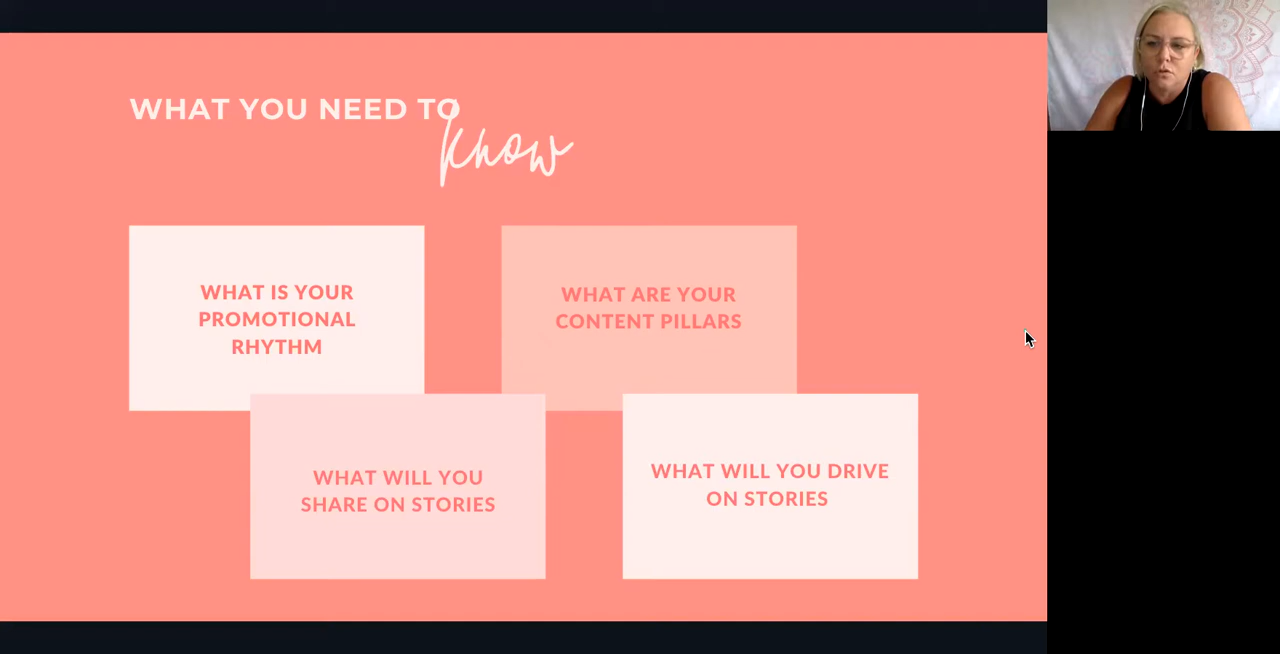 WHAT YOU NEED TO
know
WHAT IS YOUR
PROMOTIONAL
RHYTHM
WHAT ARE YOUR
CONTENT PILLARS
WHAT WILL YOU
SHARE ON STORIES
WHAT WILL YOU DRIVE
ON STORIES